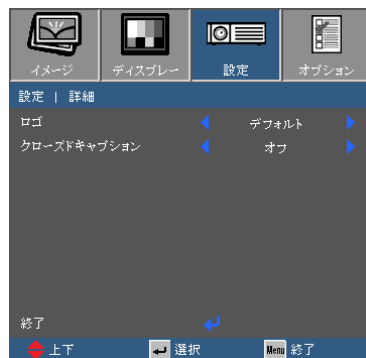 イメージ
ディスプレー
設定
オプション
設定 | 詳細
ロゴ
デフォルト
クローズドキャプション
オフ
終了
上下
選択
Menu 終了